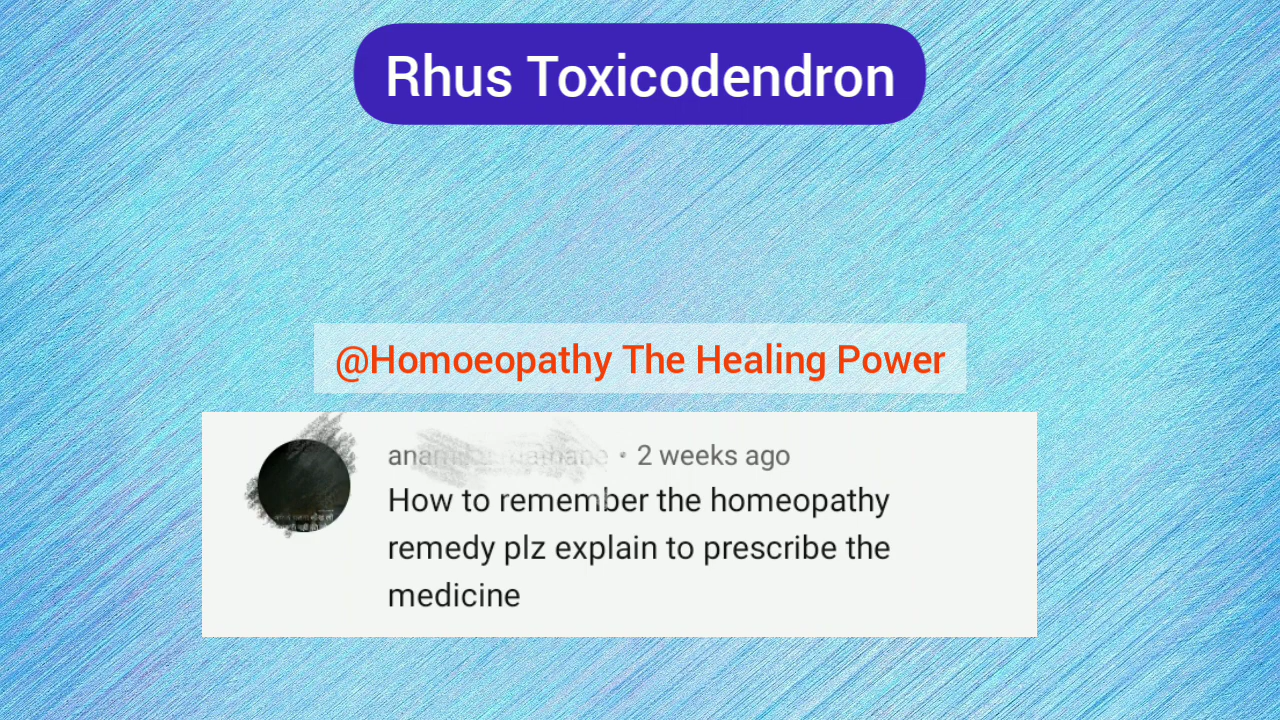 Rhus Toxicodendron
@Homoeopathy The Healing Power
• 2 weeks ago
How to remember the homeopathy
remedy plz explain to prescribe the
medicine